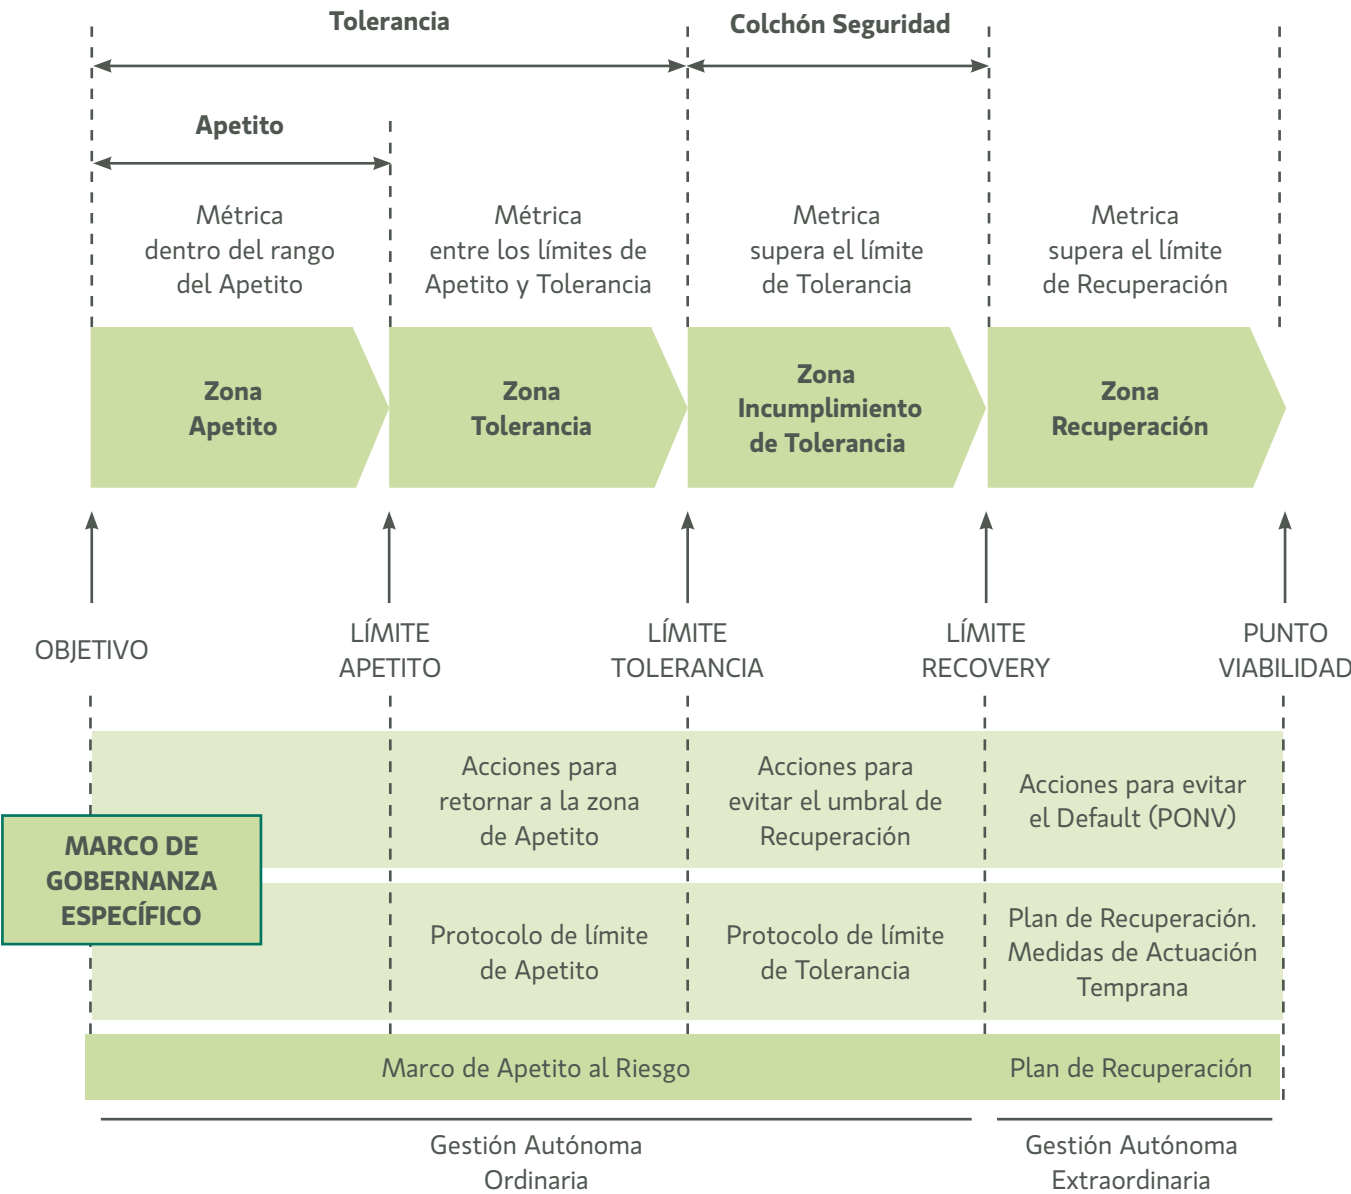 Tolerancia
Colchón Seguridad
Apetito
Métrica
dentro del rango
del Apetito
Métrica
entre los límites de
Apetito y Tolerancia
Metrica
supera el límite
de Tolerancia
Metrica
supera el límite
de Recuperación
Zona
Apetito
Zona
Tolerancia
Zona
Incumplimiento
de Tolerancia
Zona
Recuperación
OBJETIVO
LÍMITE
APETITO
LÍMITE
TOLERANCIA
LÍMITE
RECOVERY
PUNTO
VIABILIDAD
MARCO DE
GOBERNANZA
ESPECÍFICO
Acciones para
retornar a la zona
de Apetito
Acciones para
evitar el umbral de
Recuperación
Acciones para evitar
el Default (PONV)
Protocolo de límite
de Apetito
Protocolo de límite
de Tolerancia
Plan de Recuperación.
Medidas de Actuación
Temprana
Marco de Apetito al Riesgo
Plan de Recuperación
Gestión Autónoma
Ordinaria
Gestión Autónoma
Extraordinaria